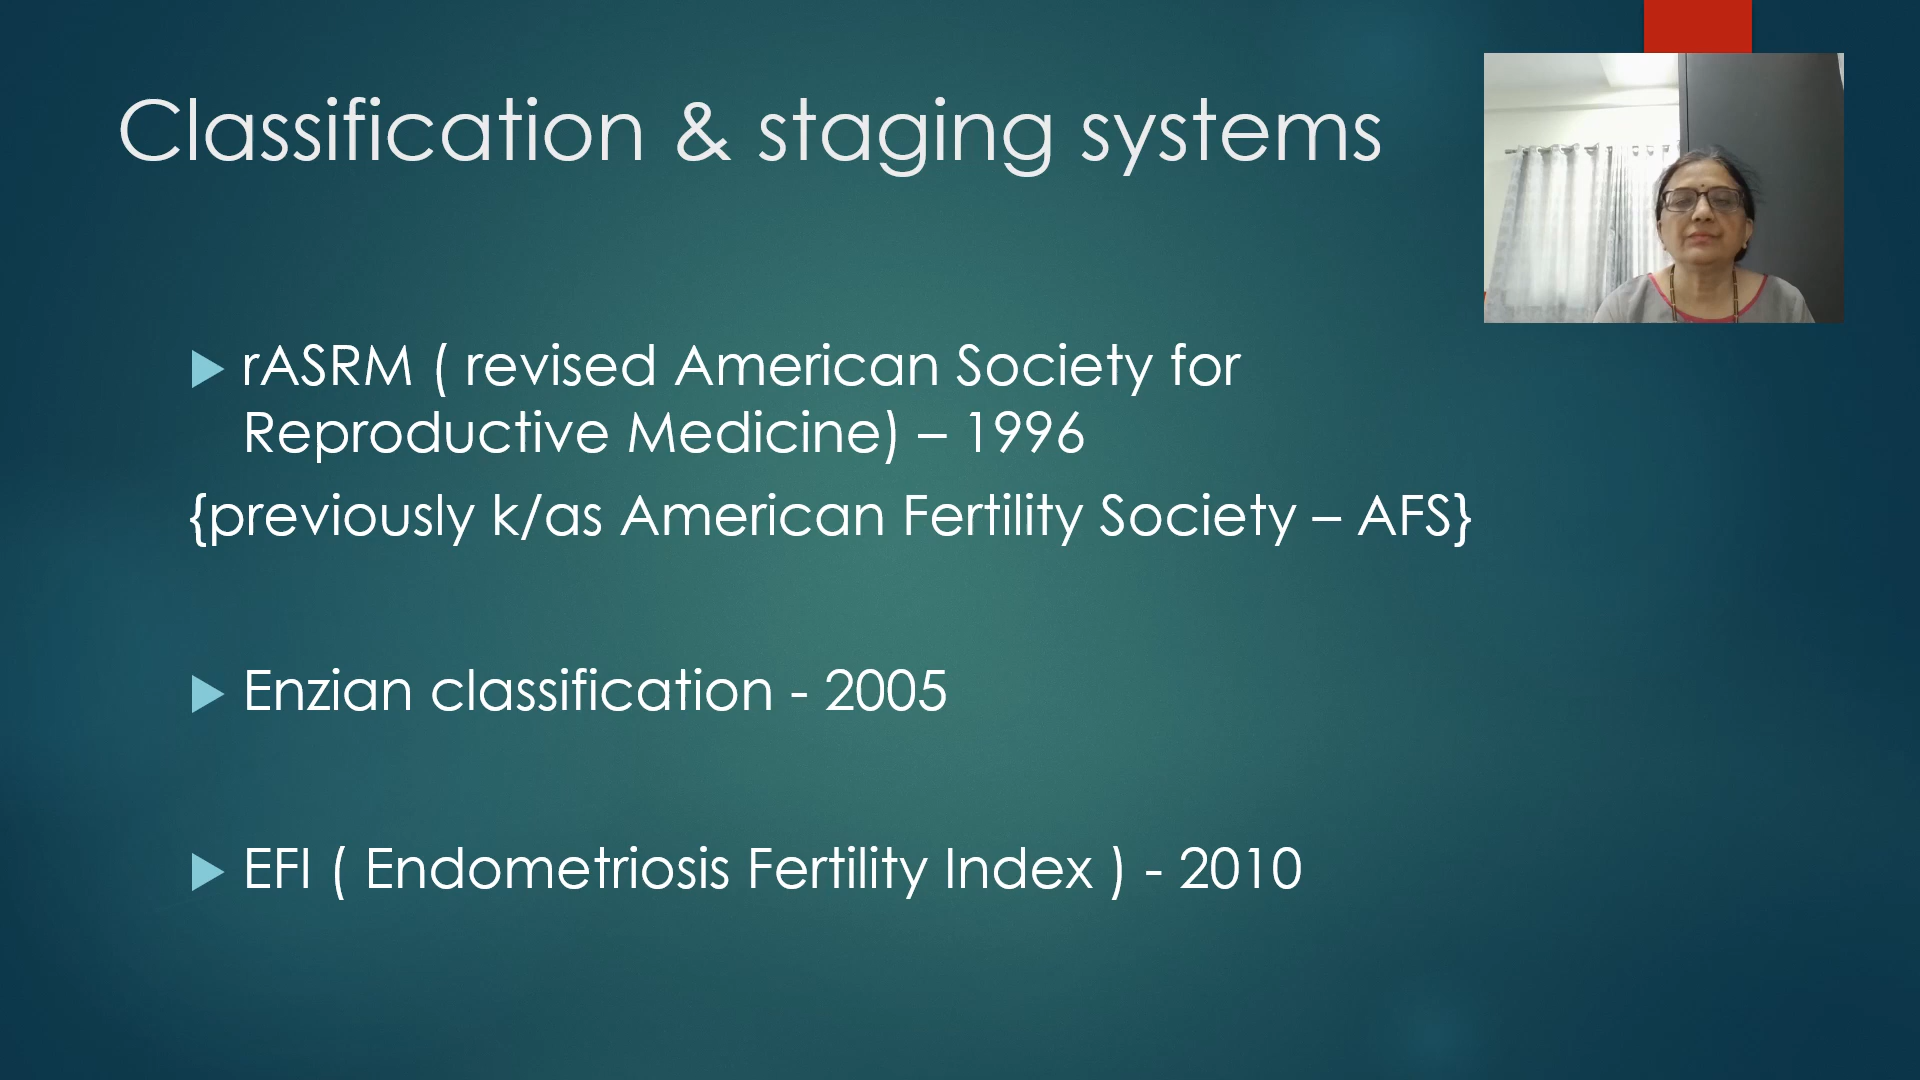 Classification & staging systems
rASRM ( revised American Society for
Reproductive Medicine) – 1996
{previously k/as American Fertility Society – AFS}
Enzian classification - 2005
EFI ( Endometriosis Fertility Index ) - 2010